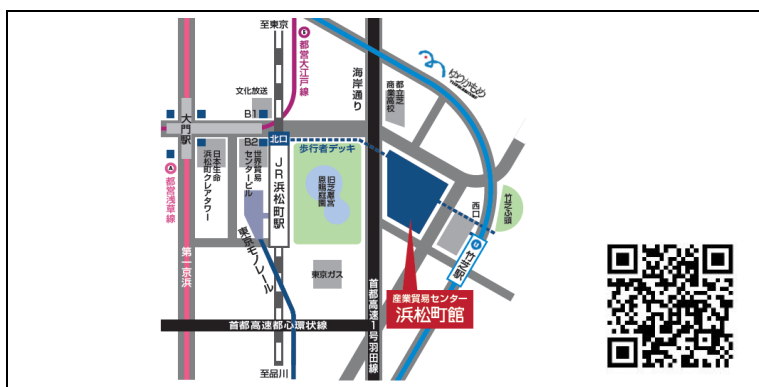 至東京
都営大江戸線
海岸通り
ゆりかもめ
都立芝
商業高校
文化放送
B1
大門駅
北口
歩行者デッキ
B2
日本生命
浜松町クレアタワー
世界貿易
センタービル
JR浜松町駅
旧芝離宮
恩賜庭園
A
都営浅草線
西口
竹芝ふ頭
竹芝駅
東京モノレール
第一京浜
東京ガス
産業貿易センター
浜松町館
首都高速1号羽田線
首都高速都心環状線
至品川